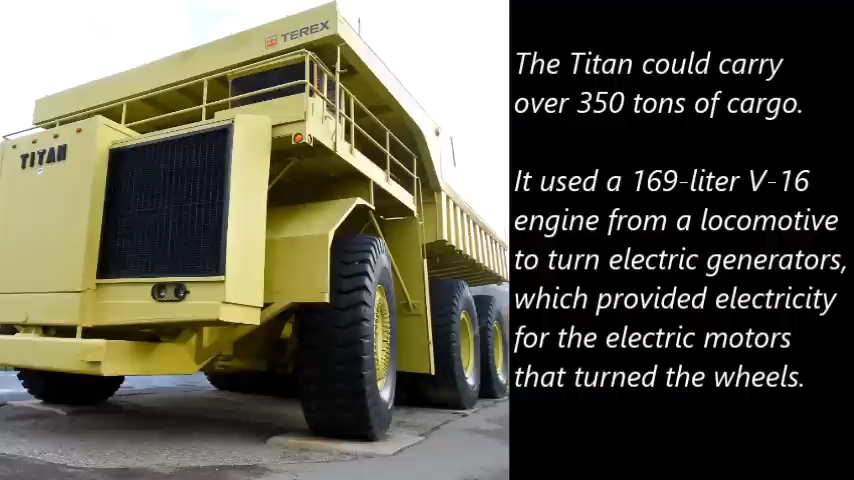 TEREX
TITAN
The Titan could carry
over 350 tons of cargo.
It used a 169-liter V-16
engine from a locomotive
to turn electric generators,
which provided electricity
for the electric motors
that turned the wheels.